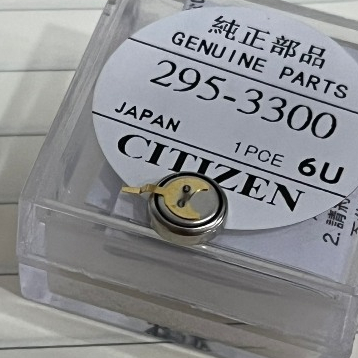 純正部品
GENUINE PARTS
295-3300
JAPAN
1PCE 6U
CITIZEN